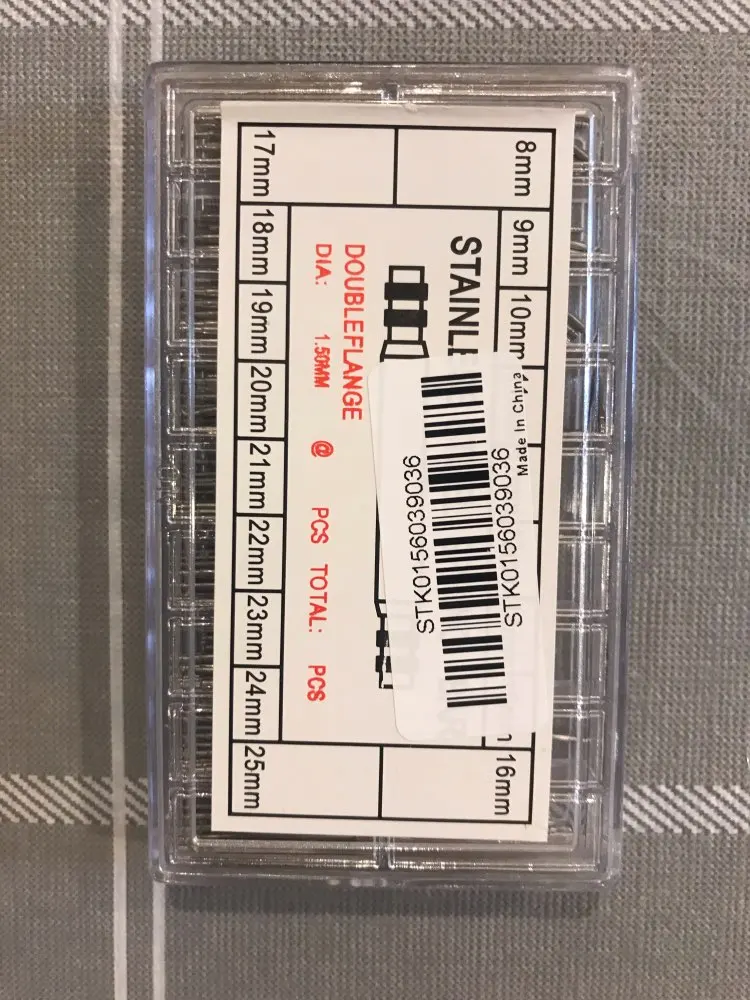 8mm
9mm
10mm
16mm
STAINLE
DOUBLEFLANGE
DIA: 1.50MM @ PCS TOTAL: PCS
17mm
18mm
19mm
20mm
21mm
22mm
23mm
24mm
25mm
Made in China
STK0156039036
STK0156039036